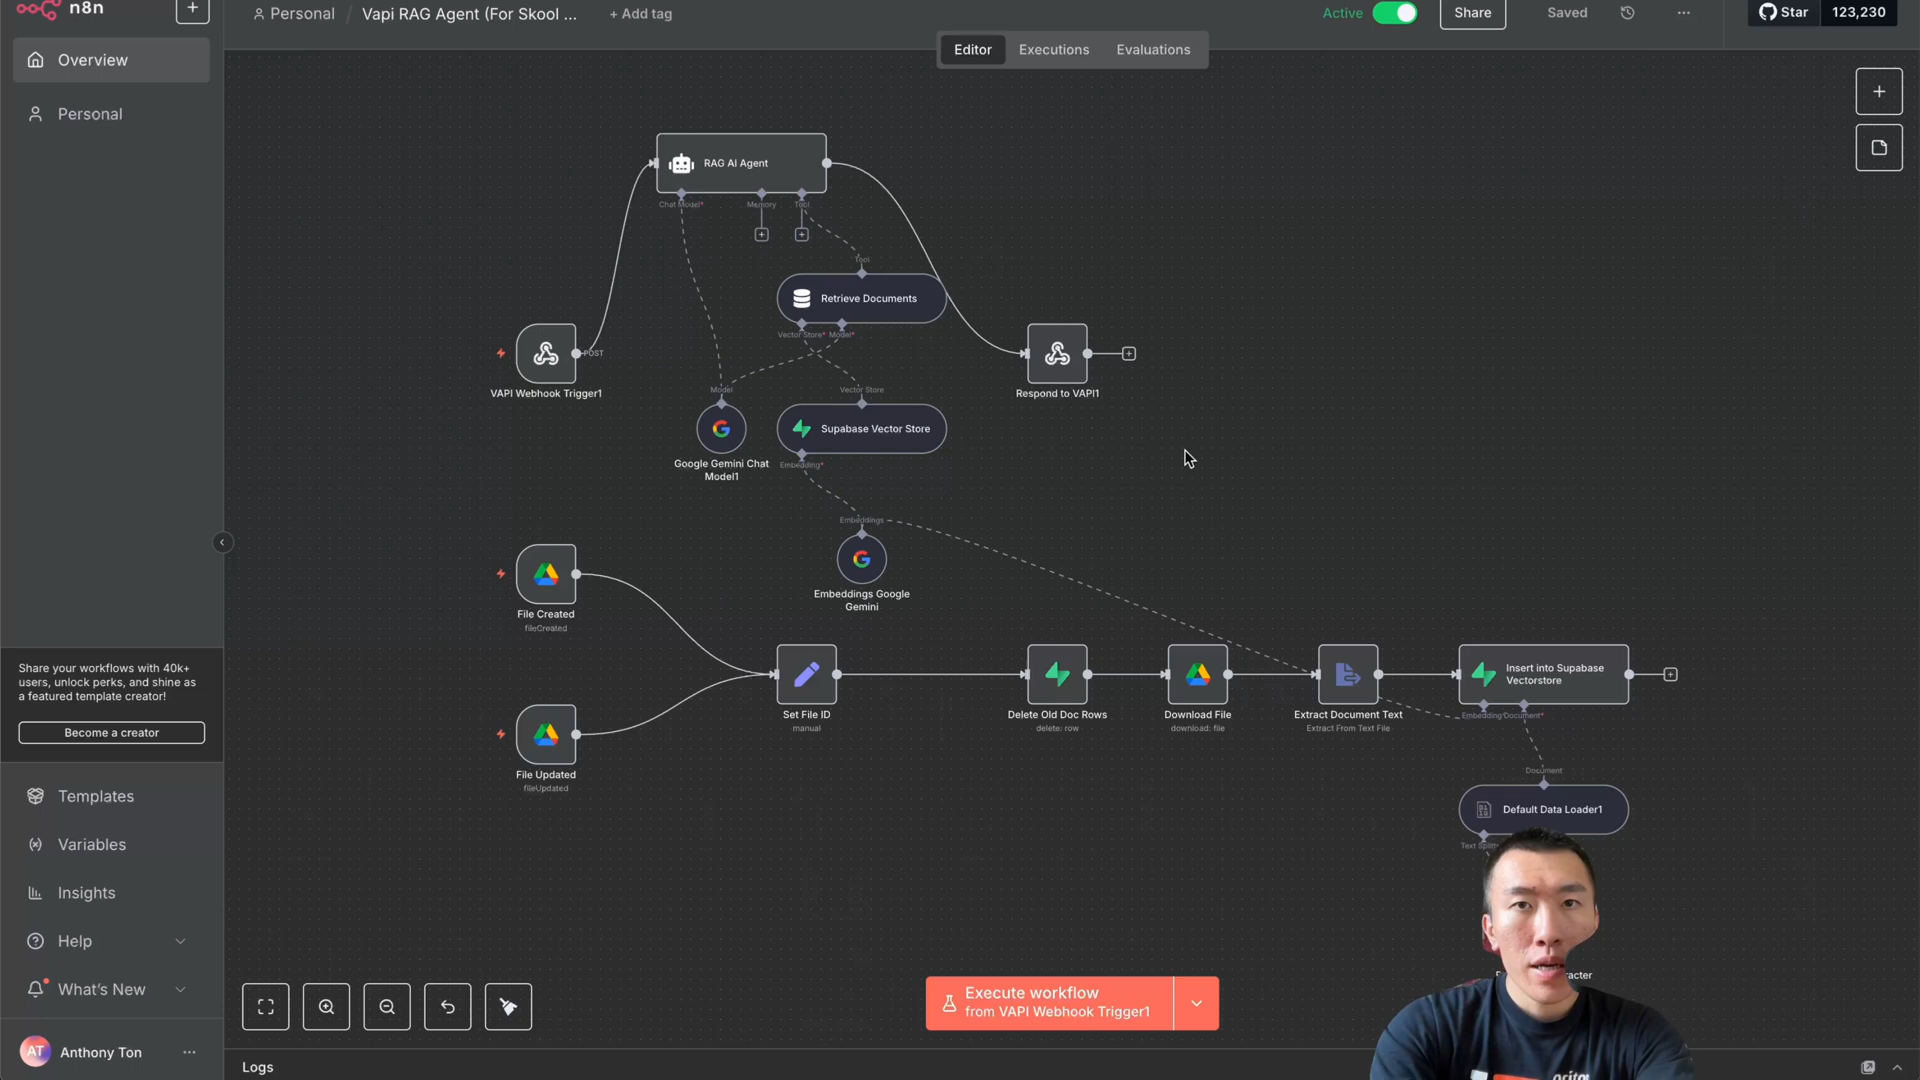 n8n
Personal / Vapi RAG Agent (For Skool ...
+ Add tag
Active
Share
Saved
Star 123,230
Editor
Executions
Evaluations
Overview
Personal
RAG AI Agent
Chat Model*
Memory
Tool
Tool
Retrieve Documents
Vector Store*
Model*
POST
VAPI Webhook Trigger1
Respond to VAPI1
Model
Vector Store
Supabase Vector Store
Google Gemini Chat
Model1
Embedding*
Embeddings
Embeddings Google
Gemini
File Created
fileCreated
Set File ID
manual
Delete Old Doc Rows
delete: row
Download File
download: file
Extract Document Text
Extract From Text File
Insert into Supabase
Vectorstore
Embedding
Document*
File Updated
fileUpdated
Document
Default Data Loader1
Share your workflows with 40k+
users, unlock perks, and shine as
a featured template creator!
Become a creator
Templates
Variables
Insights
Help
What's New
AT
Anthony Ton
Execute workflow
from VAPI Webhook Trigger1
Logs